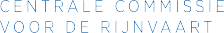 CENTRALE COMMISSIE
VOOR DE RIJNVAART